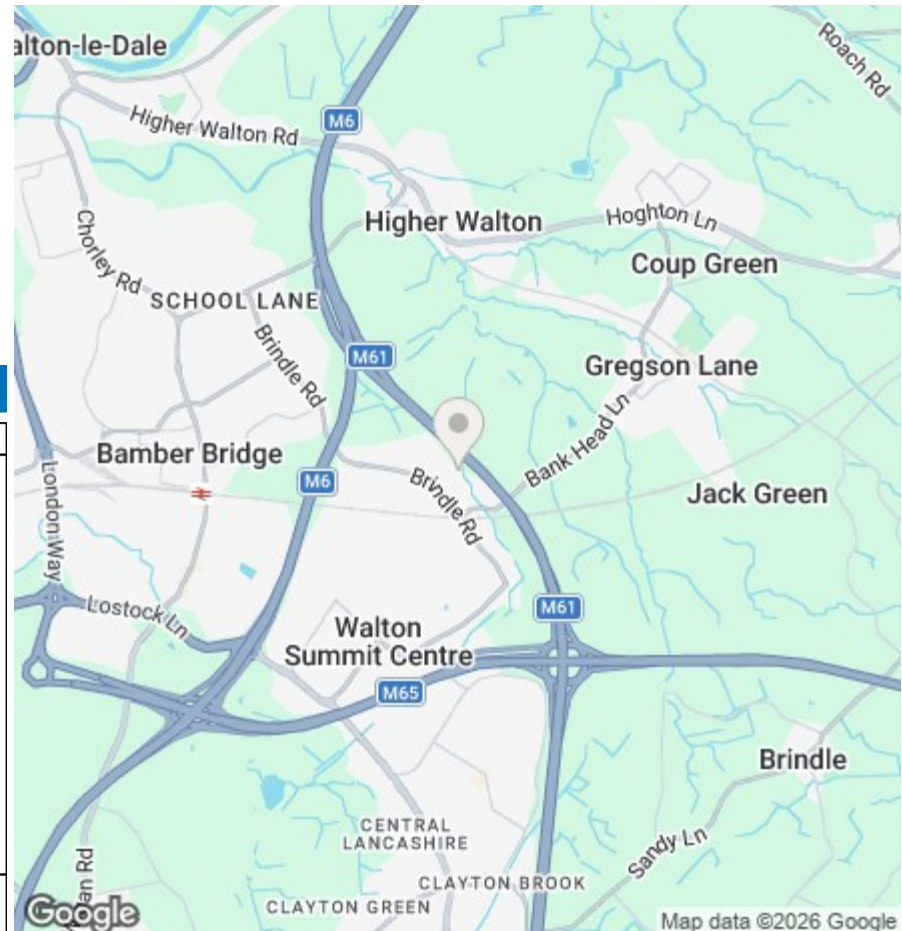 alton-le-Dale
Roach Rd
M6
Higher Walton Rd
Higher Walton
Hoghton Ln
Chorley Rd
Coup Green
SCHOOL LANE
Brindle Rd
M61
Gregson Lane
Bank Head Ln
Bamber Bridge
M6
Brindle Rd
Jack Green
London Way
M61
Lostock Ln
Walton
Summit Centre
M65
Brindle
CENTRAL
LANCASHIRE
Sandy Ln
CLAYTON BROOK
CLAYTON GREEN
an Rd
Google
Map data ©2026 Google